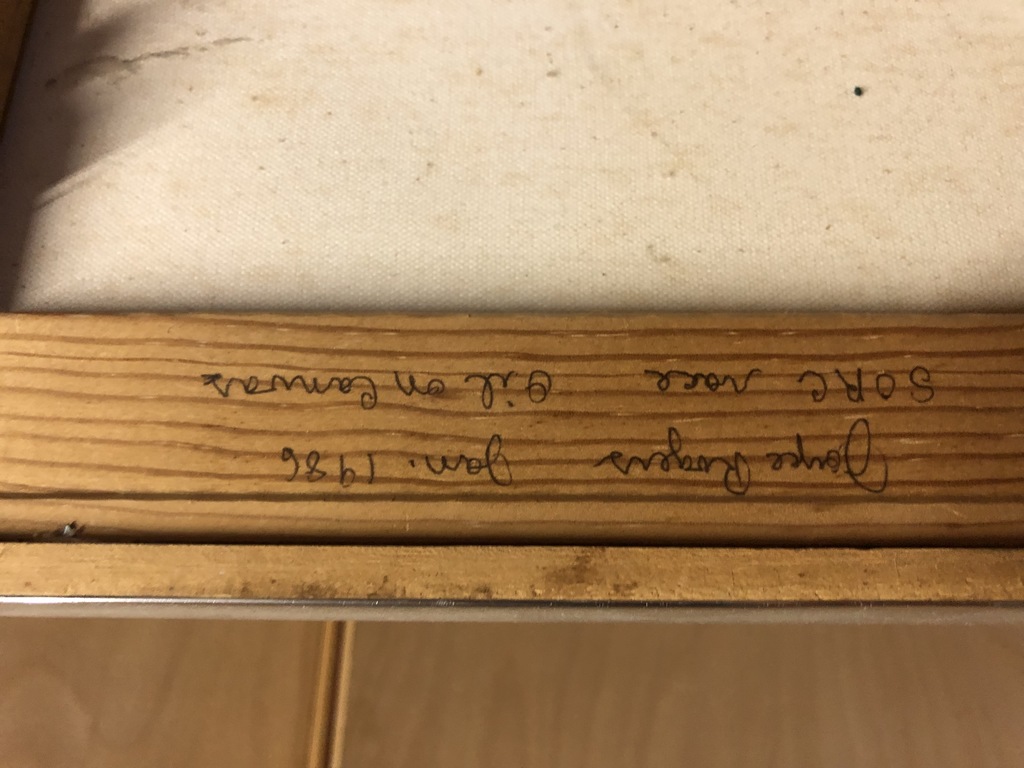 Joyce Rogers Jan. 1986
SORC race Oil on Canvas